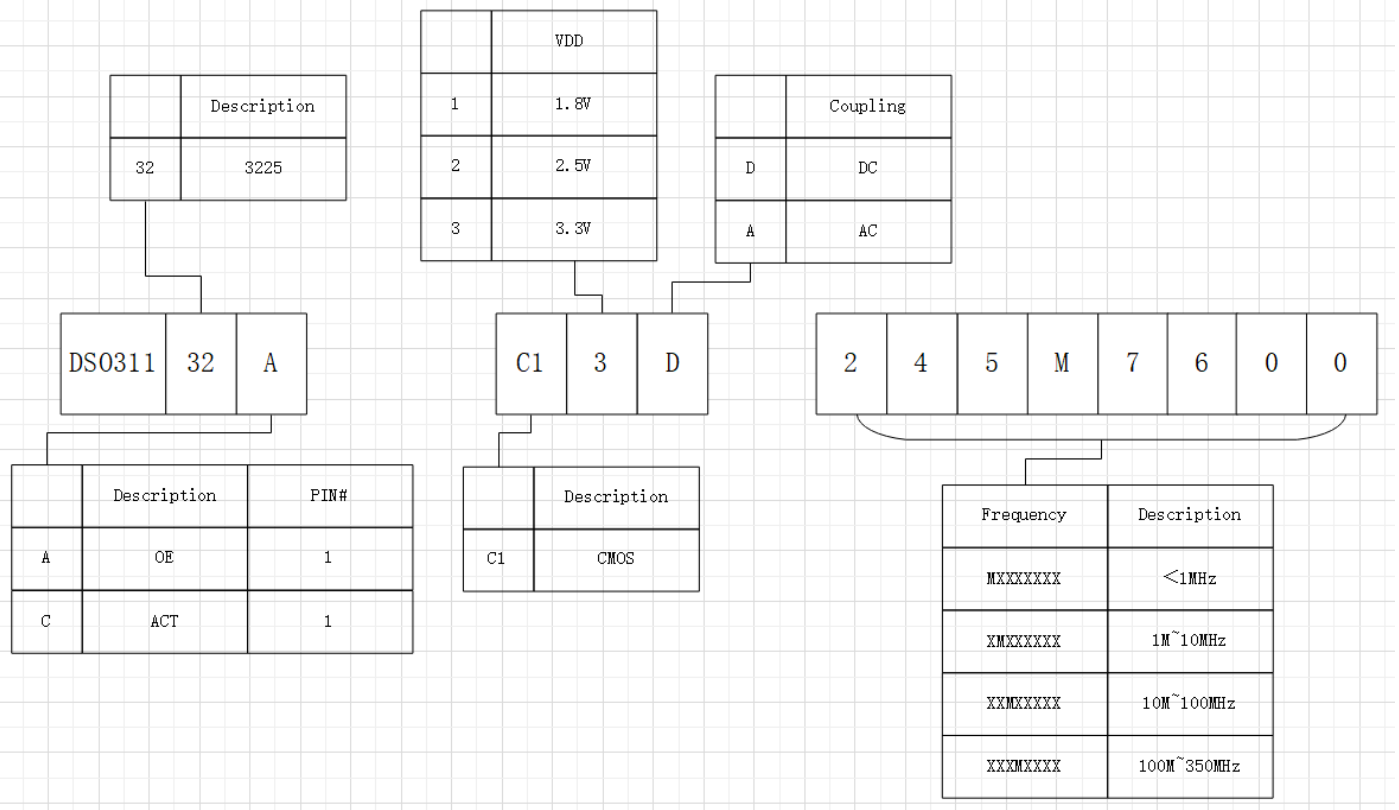 VDD
1 1.8V
2 2.5V
3 3.3V
Description
32 3225
Coupling
D DC
A AC
DSO311 32 A
C1 3 D
2 4 5 M 7 6 0 0
Description PIN#
A OE 1
C ACT 1
Description
C1 CMOS
Frequency Description
MXXXXXXX <1MHz
XMXXXXXX 1M~10MHz
XXMXXXXX 10M~100MHz
XXXMXXXX 100M~350MHz